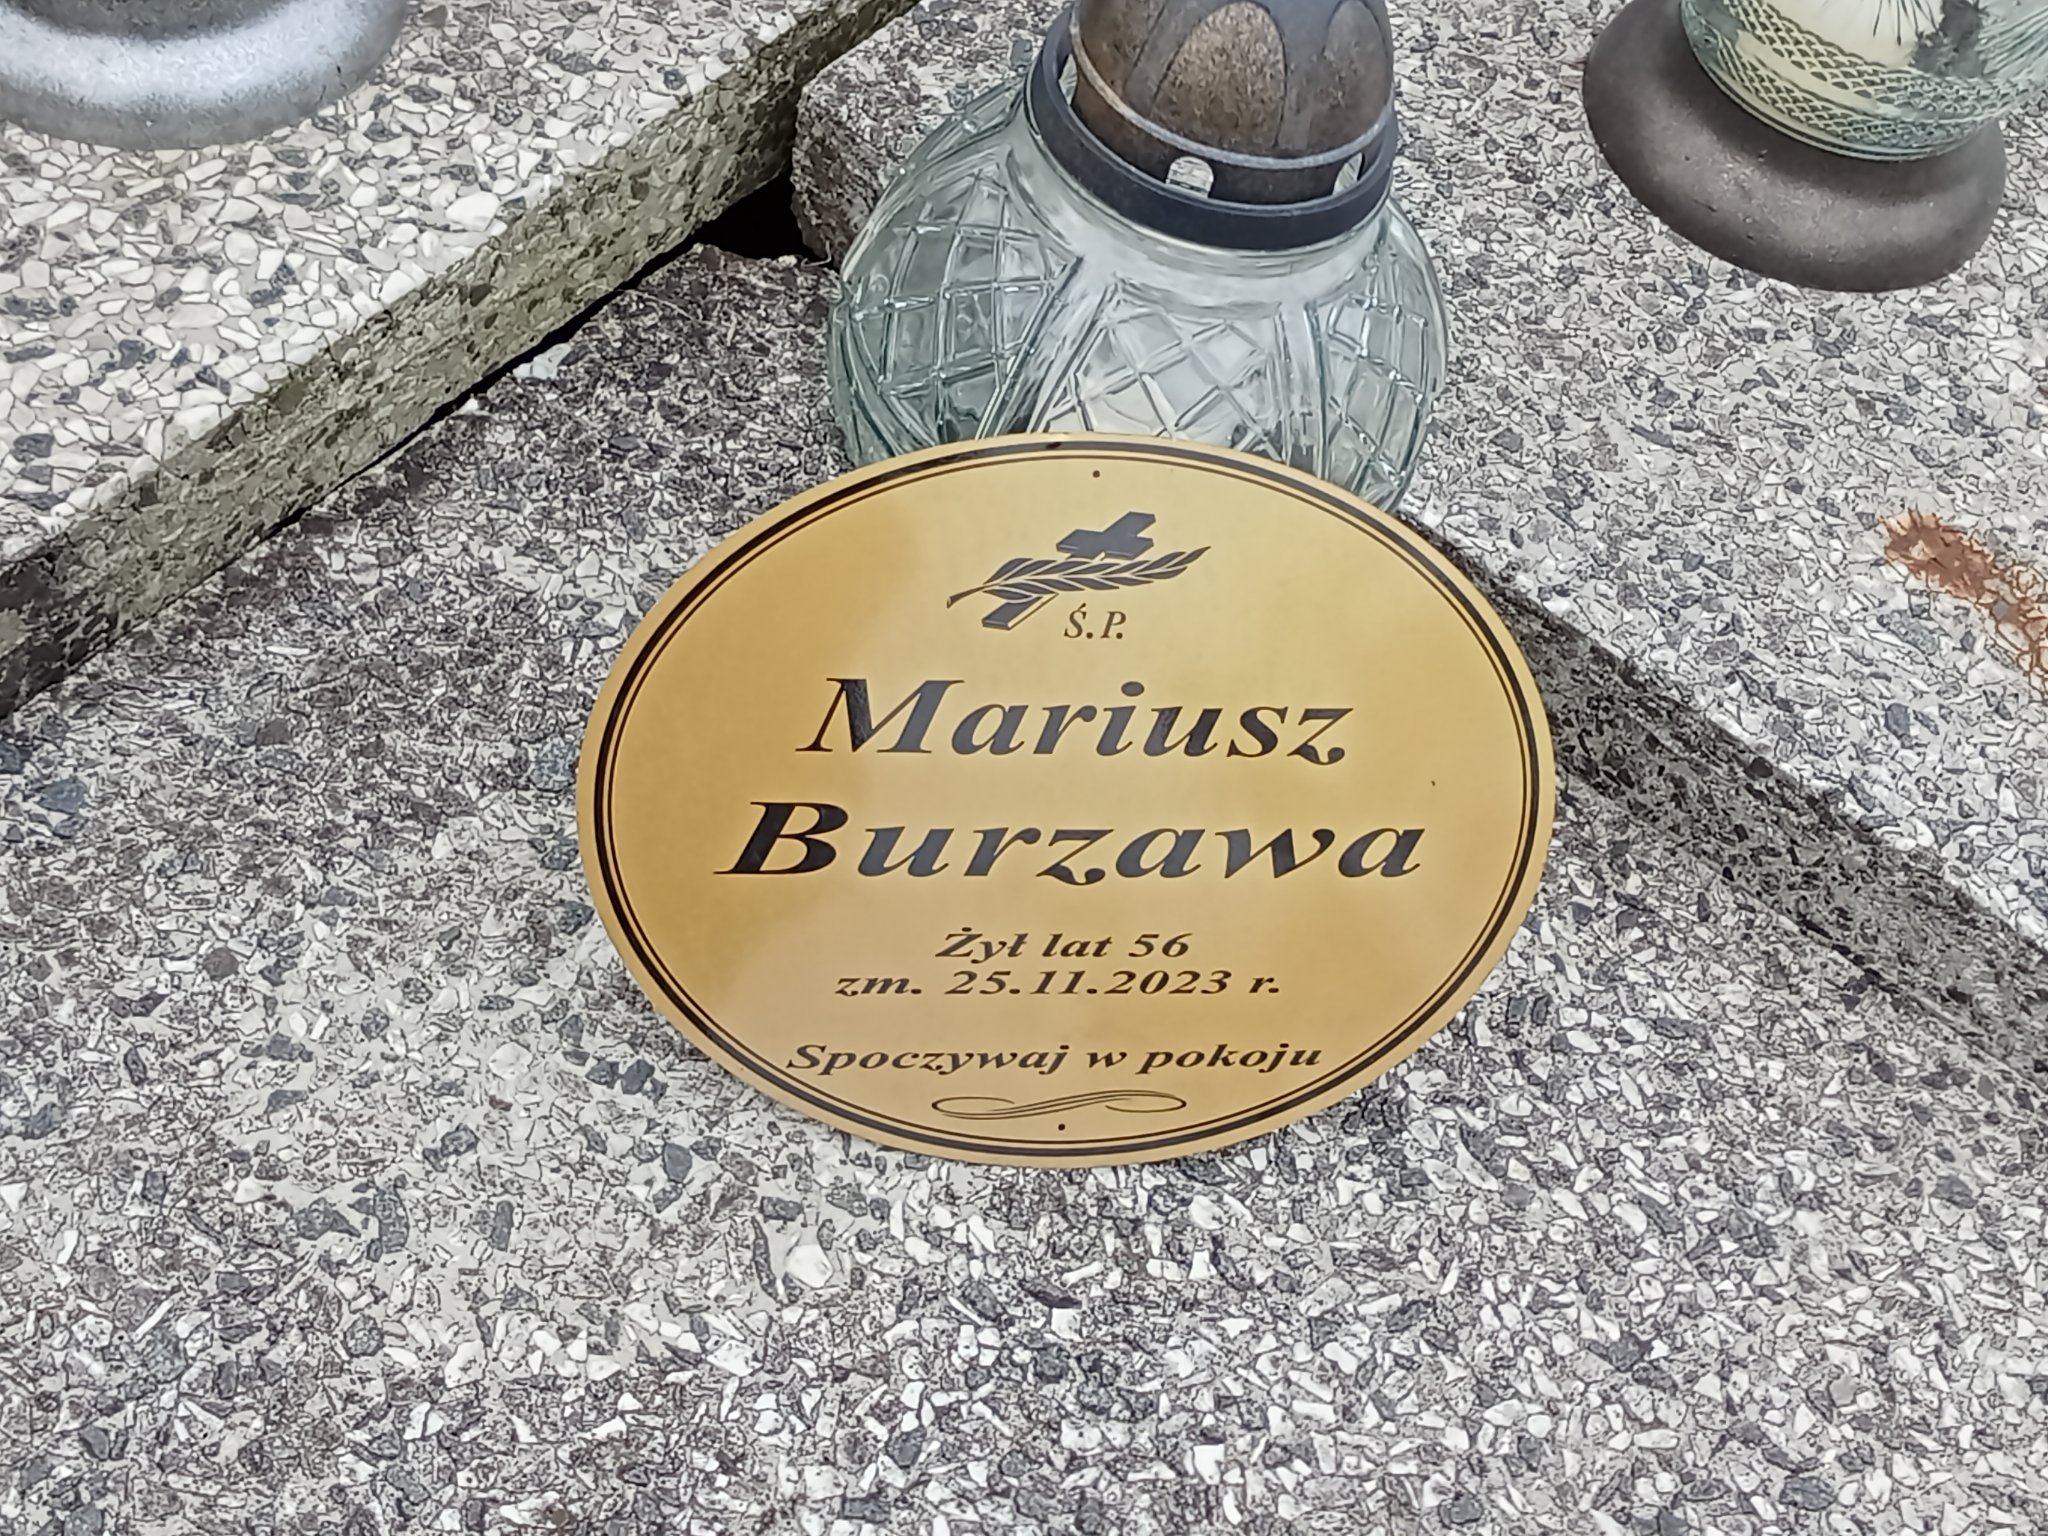 Ś.P.
Mariusz
Burzawa
Żył lat 56
zm. 25.11.2023 r.
Spoczywaj w pokoju